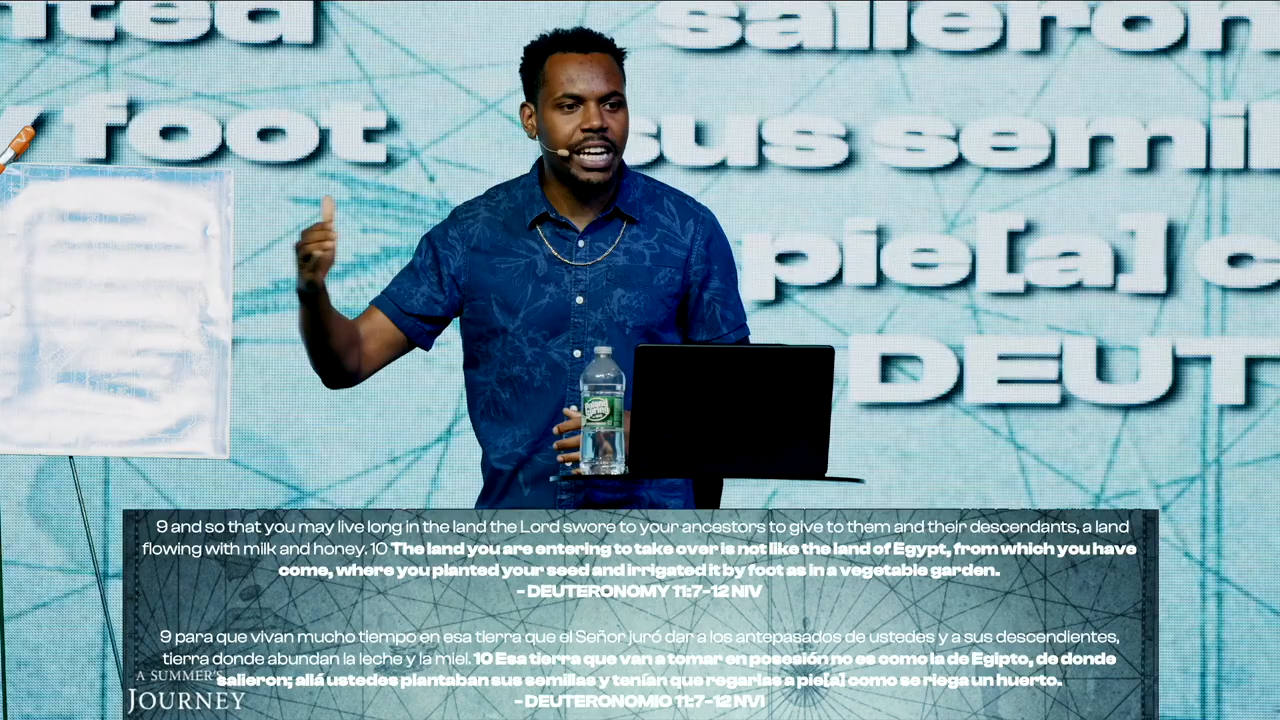 nted
salieron
y foot
sus semil
pie[a] c
DEUT
Poland
Spring
9 and so that you may live long in the land the Lord swore to your ancestors to give to them and their descendants, a land
flowing with milk and honey. 10 The land you are entering to take over is not like the land of Egypt, from which you have
come, where you planted your seed and irrigated it by foot as in a vegetable garden.
- DEUTERONOMY 11:7-12 NIV
9 para que vivan mucho tiempo en esa tierra que el Señor juró dar a los antepasados de ustedes y a sus descendientes,
tierra donde abundan la leche y la miel. 10 Esa tierra que van a tomar en posesión no es como la de Egipto, de donde
salieron; allá ustedes plantaban sus semillas y tenían que regarlas a pie[a] como se riega un huerto.
DEUTERONOMIO 11:7-12 NVI
A SUMMER'S
JOURNEY